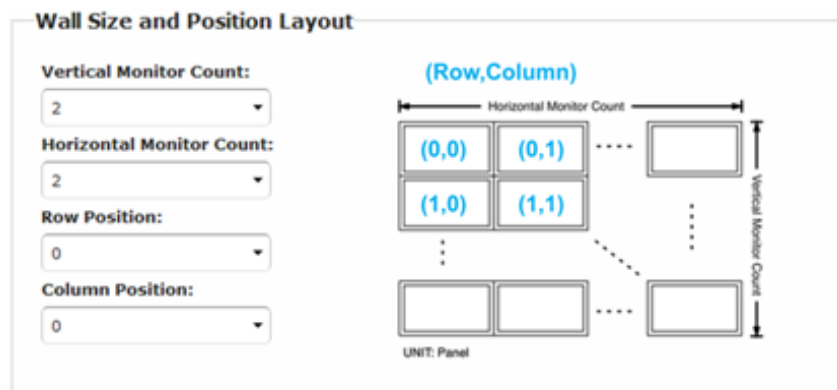 Wall Size and Position Layout
Vertical Monitor Count:
2
Horizontal Monitor Count:
2
Row Position:
0
Column Position:
0
(Row,Column)
Horizontal Monitor Count
(0,0) (0,1)
(1,0) (1,1)
Vertical Monitor Count
UNIT: Panel